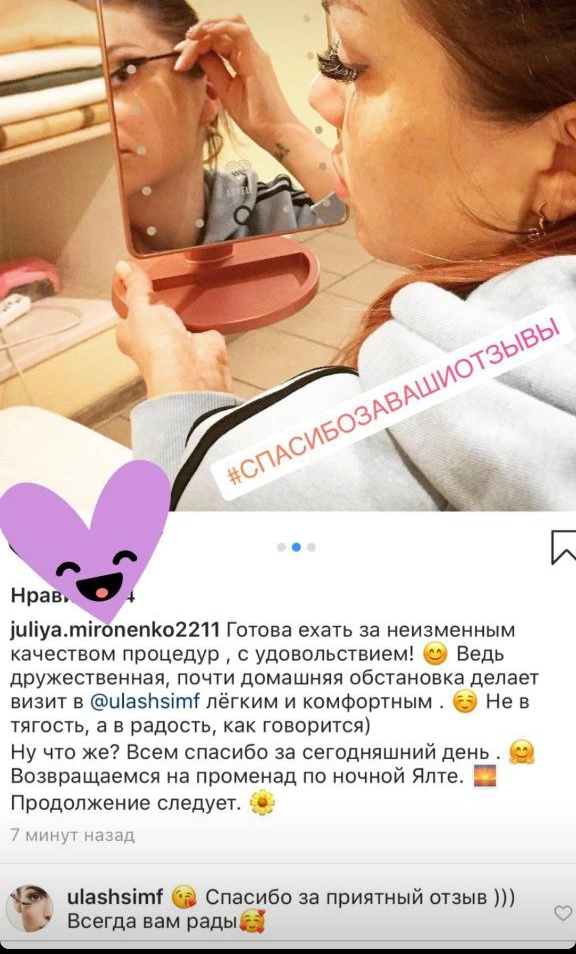 #СПАСИБОЗАВАШИОТЗЫВЫ
juliya.mironenko2211 Готова ехать за неизменным
качеством процедур , с удовольствием! 😊 Ведь
дружественная, почти домашняя обстановка делает
визит в @ulashsimf лёгким и комфортным . ☺️ Не в
тягость, а в радость, как говорится)
Ну что же? Всем спасибо за сегодняшний день . 🤗
Возвращаемся на променад по ночной Ялте. 🌅
Продолжение следует. 🌼
7 минут назад
ulashsimf 😘 Спасибо за приятный отзыв )))
Всегда вам рады🥰